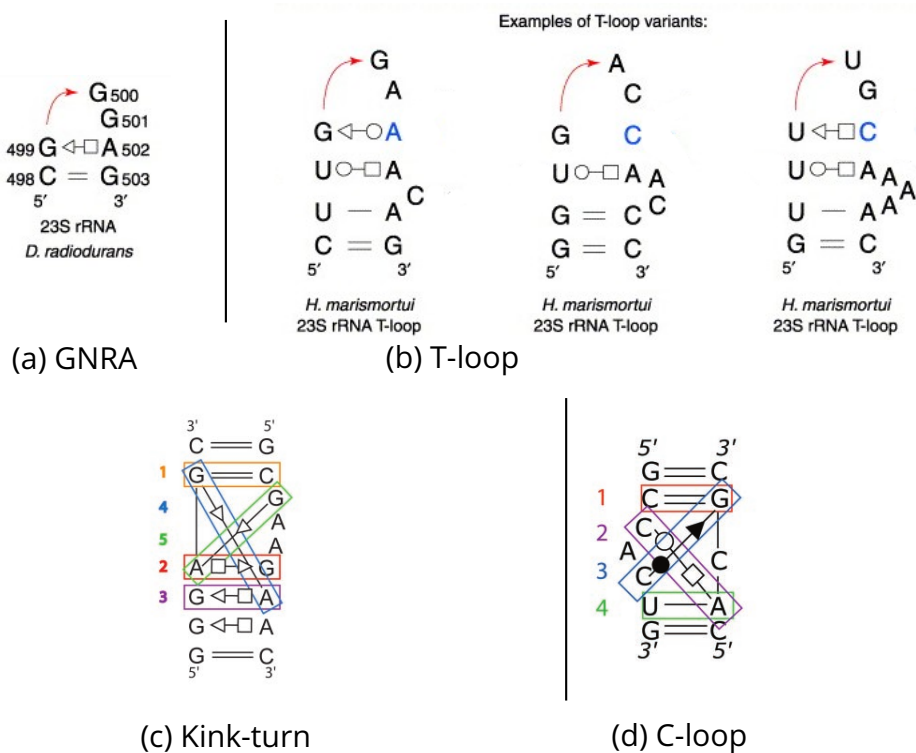 Examples of T-loop variants:
G500
G501
499 G A 502
498 C G503
5′ 3′
23S rRNA
D. radiodurans
(a) GNRA
G
A
G A
U A
C
U A
C G
5′ 3′
H. marismortui
23S rRNA T-loop
A
C
G C
U A A
C
G C
G C
5′ 3′
H. marismortui
23S rRNA T-loop
U
G
U C
U A A A
A A
U A
G C
5′ 3′
H. marismortui
23S rRNA T-loop
(b) T-loop
3′ 5′
C G
1 G C
4 G
A
5 A
2 A G
3 G A
G A
G C
5′ 3′
(c) Kink-turn
5′ 3′
G C
1 C G
2 C
A C
3 C
4 U A
G C
3′ 5′
(d) C-loop